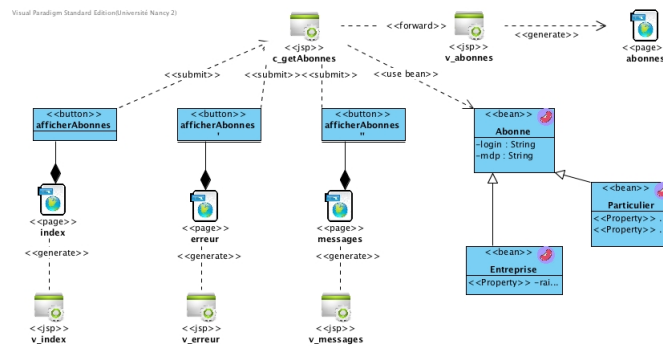 Visual Paradigm Standard Edition(Université Nancy 2)
<<jsp>>
c_getAbonnes
<<forward>>
<<jsp>>
v_abonnes
<<generate>>
<<page>
abonnes
<<submit>>
<<submit>>
<<submit>>
<<use bean>>
<<button>>
afficherAbonnes
<<button>>
afficherAbonnes
'
<<button>>
afficherAbonnes
''
<<bean>>
Abonne
-login : String
-mdp : String
<<page>>
index
<<page>>
erreur
<<page>>
messages
<<bean>>
Particulier
<<Property>> .
<<Property>> .
<<generate>>
<<generate>>
<<generate>>
<<bean>>
Entreprise
<<Property>> -rai...
<<jsp>>
v_index
<<jsp>>
v_erreur
<<jsp>>
v_messages